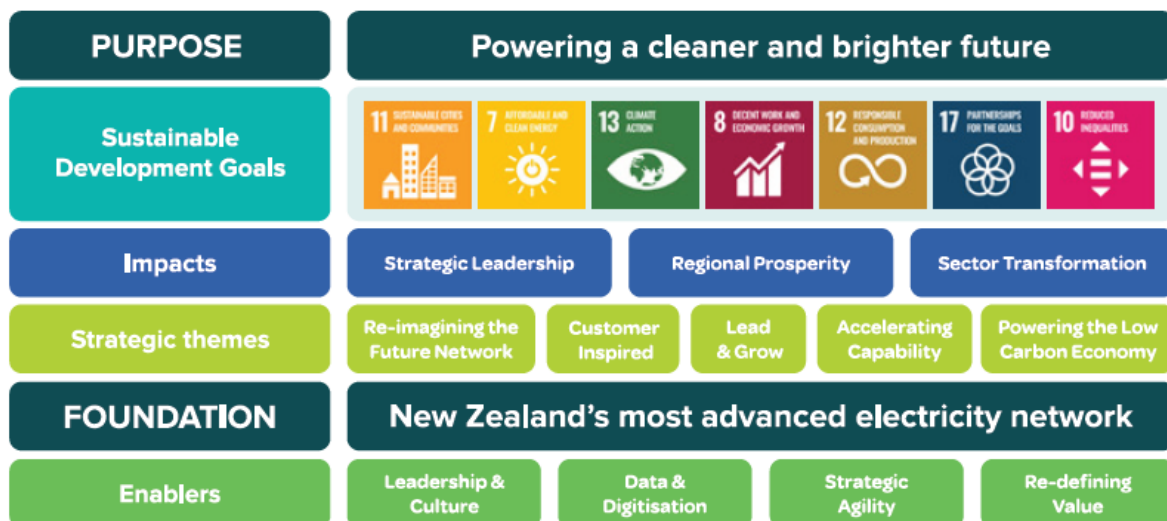 PURPOSE
Powering a cleaner and brighter future
Sustainable
Development Goals
11 SUSTAINABLE CITIES
AND COMMUNITIES
7 AFFORDABLE AND
CLEAN ENERGY
13 CLIMATE
ACTION
8 DECENT WORK AND
ECONOMIC GROWTH
12 RESPONSIBLE
CONSUMPTION
AND PRODUCTION
17 PARTNERSHIPS
FOR THE GOALS
10 REDUCED
INEQUALITIES
Impacts
Strategic Leadership
Regional Prosperity
Sector Transformation
Strategic themes
Re-imagining the
Future Network
Customer
Inspired
Lead
& Grow
Accelerating
Capability
Powering the Low
Carbon Economy
FOUNDATION
New Zealand's most advanced electricity network
Enablers
Leadership &
Culture
Data &
Digitisation
Strategic
Agility
Re-defining
Value